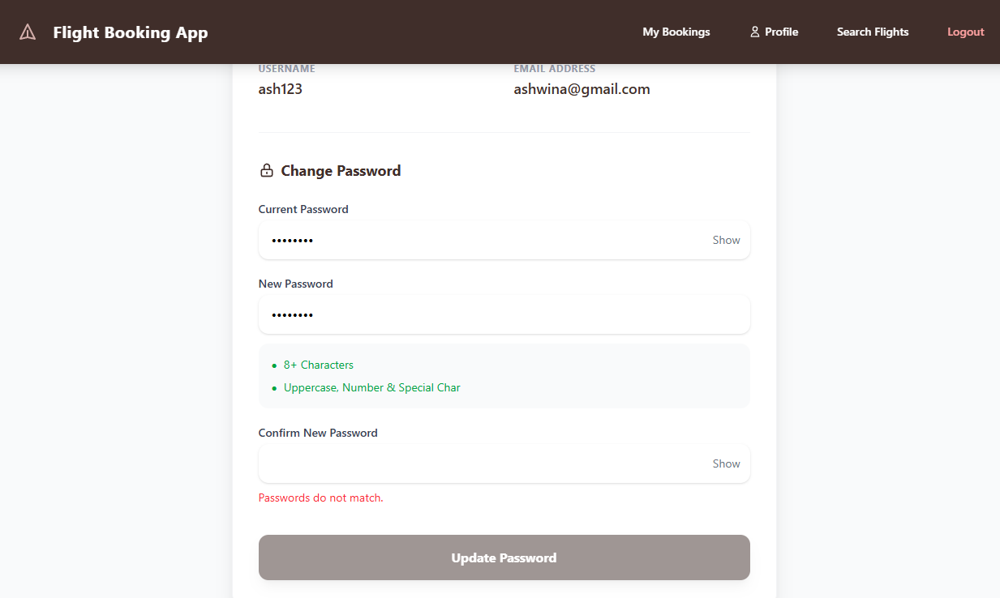 Flight Booking App
My Bookings
Profile
Search Flights
Logout
USERNAME
EMAIL ADDRESS
ash123
ashwina@gmail.com
Change Password
Current Password
••••••••
Show
New Password
••••••••
• 8+ Characters
• Uppercase, Number & Special Char
Confirm New Password
Show
Passwords do not match.
Update Password